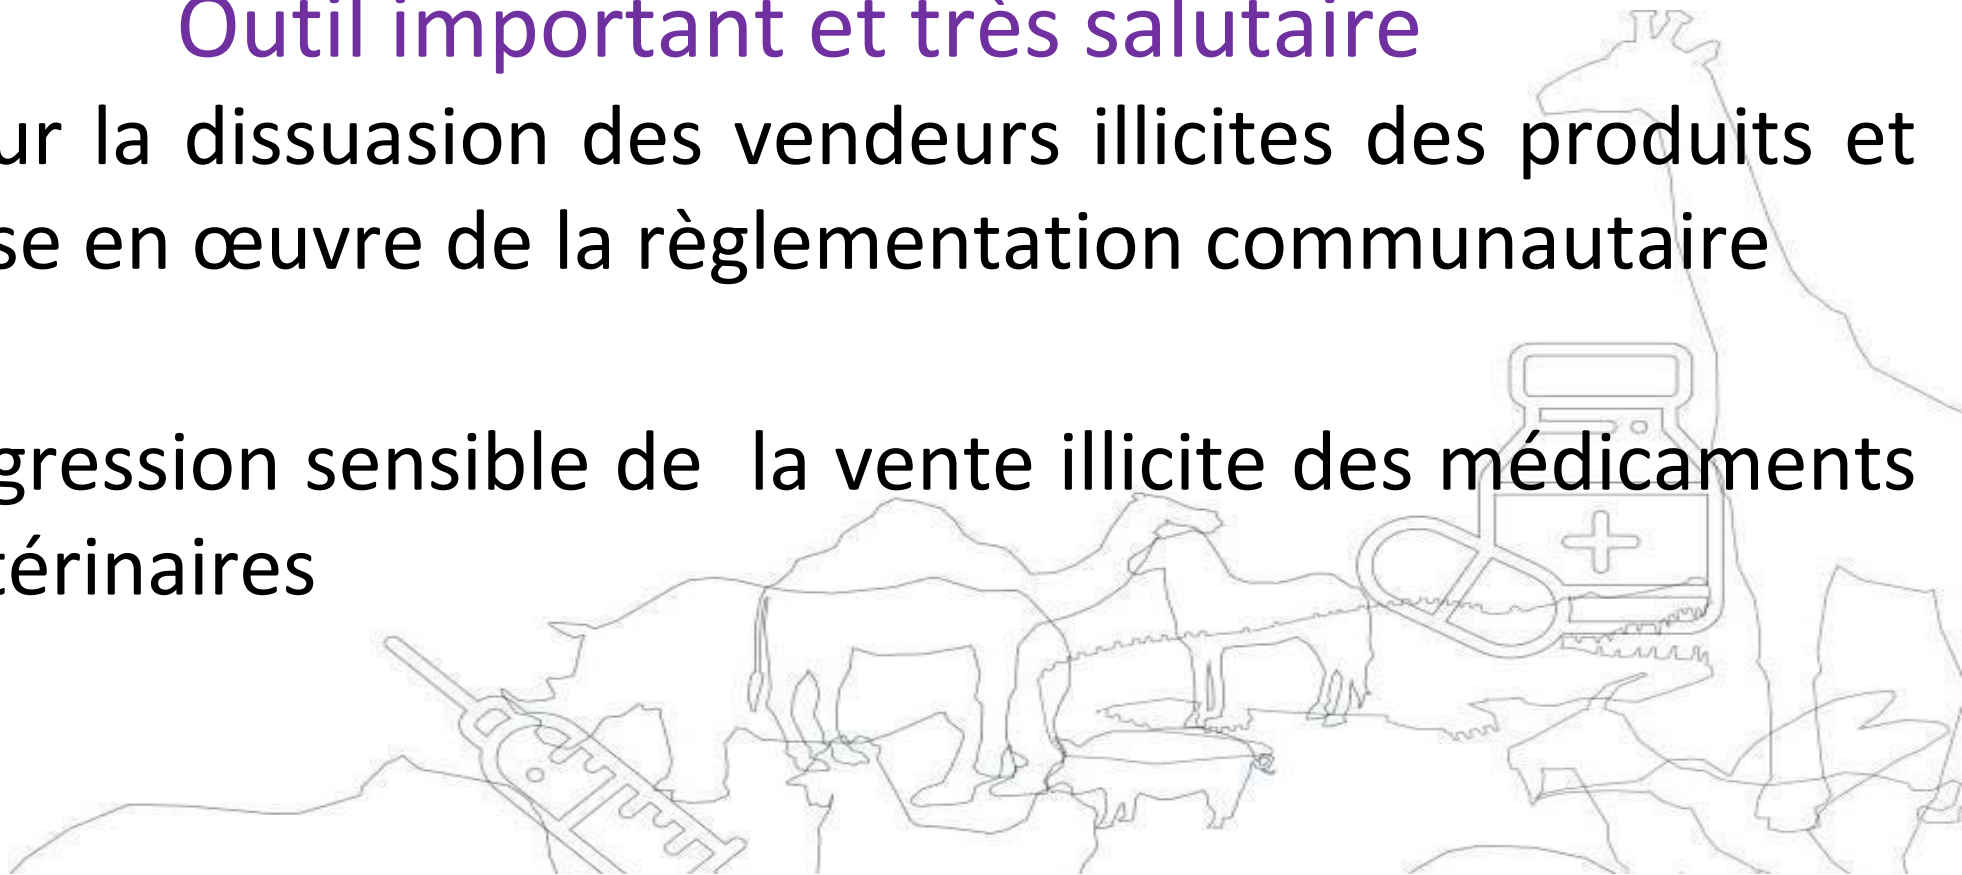 Outil important et très salutaire
ur la dissuasion des vendeurs illicites des produits et
se en œuvre de la règlementation communautaire
gression sensible de la vente illicite des médicaments
térinaires